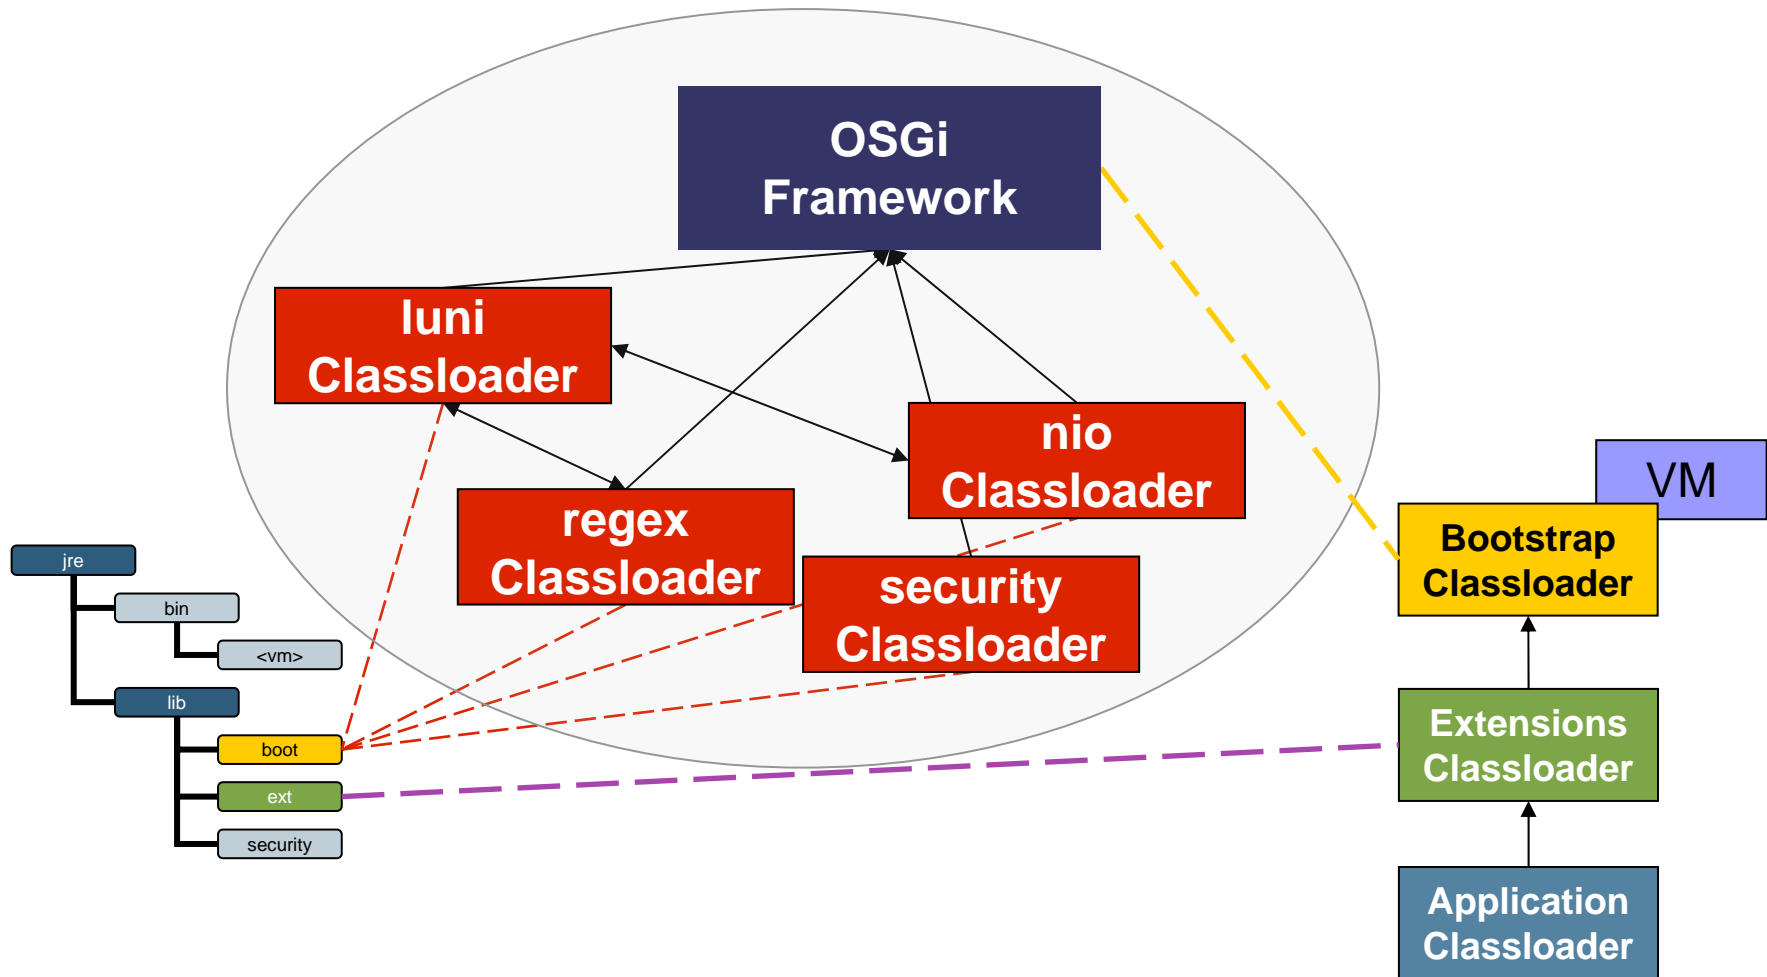 OSGi
Framework
luni
Classloader
nio
Classloader
regex
Classloader
security
Classloader
VM
Bootstrap
Classloader
Extensions
Classloader
Application
Classloader
jre
bin
<vm>
lib
boot
ext
security